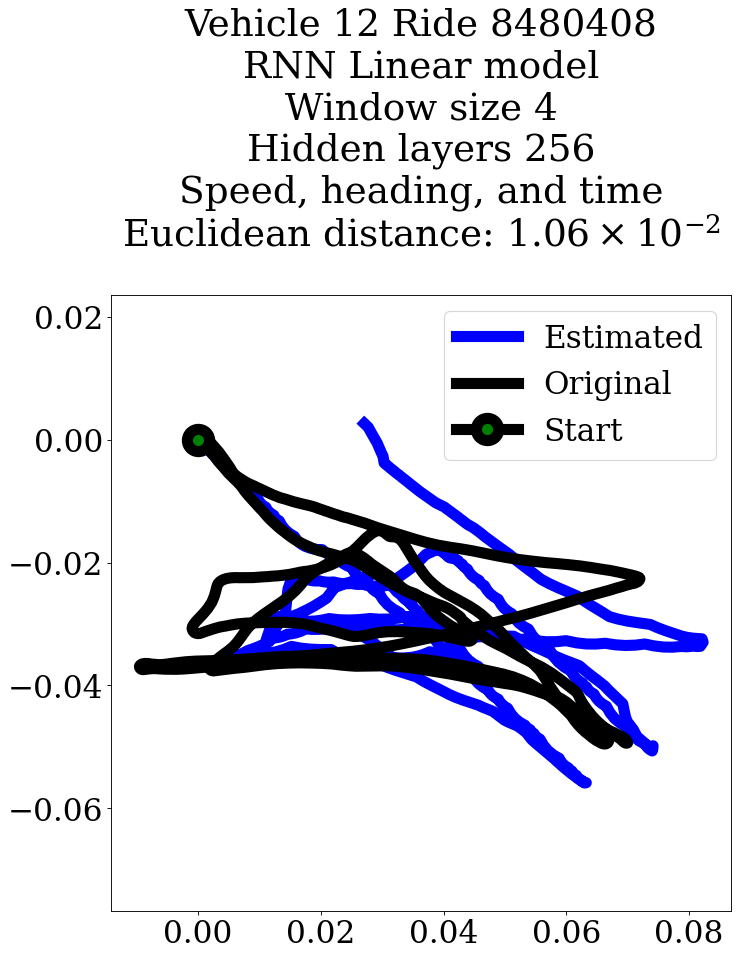 Vehicle 12 Ride 8480408
RNN Linear model
Window size 4
Hidden layers 256
Speed, heading, and time
Euclidean distance: 1.06 × 10⁻²
Estimated
Original
Start
0.02
0.00
−0.02
−0.04
−0.06
0.00 0.02 0.04 0.06 0.08